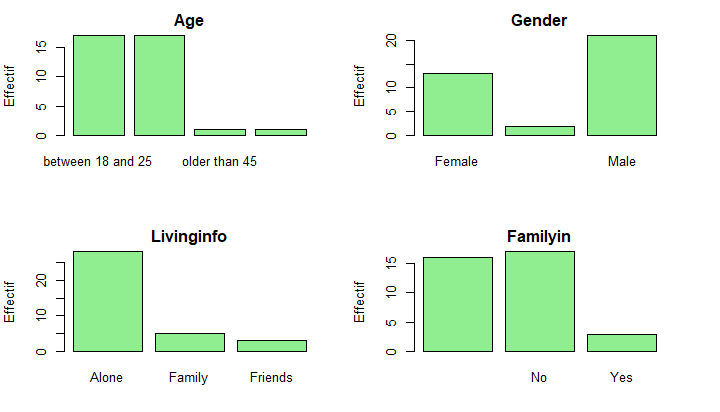 Age
Effectif
15
10
5
0
between 18 and 25 older than 45
Gender
Effectif
20
10
5
0
Female Male
Livinginfo
Effectif
20
10
0
Alone Family Friends
Familyin
Effectif
15
10
5
0
No Yes